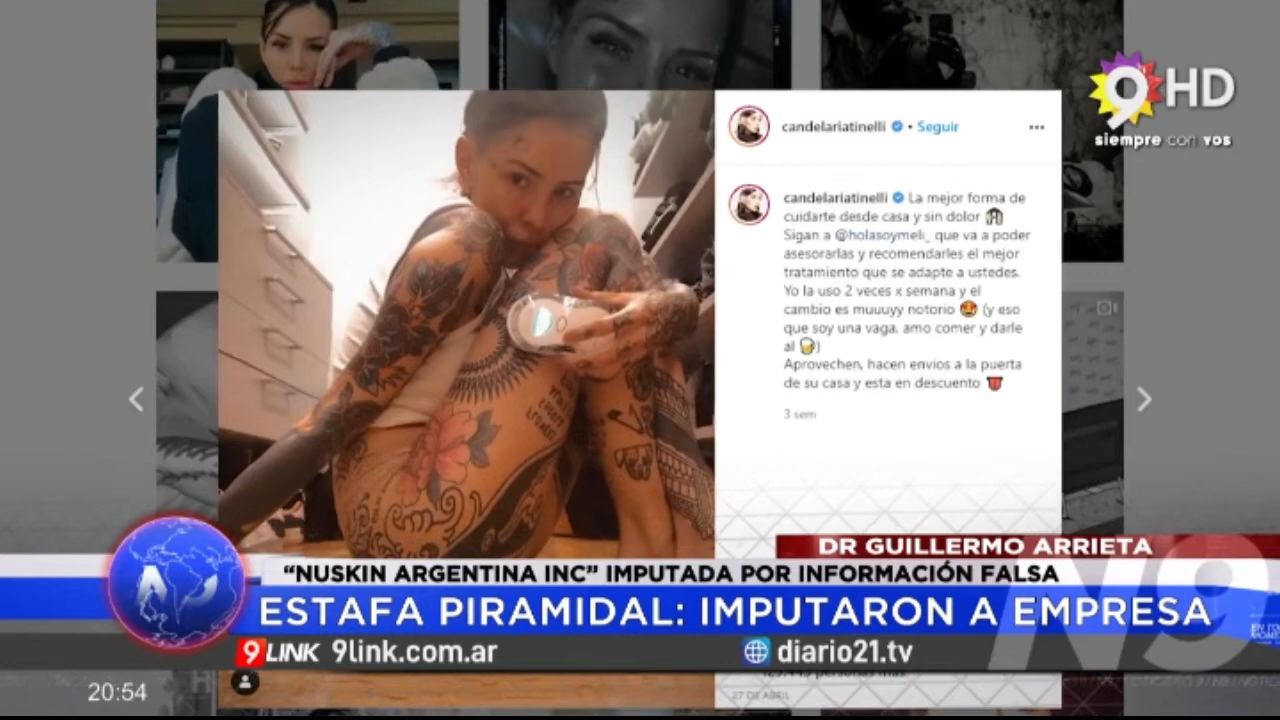 9 HD
siempre con vos
candelariatinelli • Seguir
candelariatinelli La mejor forma de
cuidarte desde casa y sin dolor
Sigan a @holasoymeli_ que va a poder
asesorarlas y recomendarles el mejor
tratamiento que se adapte a ustedes.
Yo la uso 2 veces x semana y el
cambio es muuuyy notorio (y eso
que soy una vaga, amo comer y darle
al 🍺)
Aprovechen, hacen envios a la puerta
de su casa y esta en descuento
3 sem
DR GUILLERMO ARRIETA
“NUSKIN ARGENTINA INC” IMPUTADA POR INFORMACIÓN FALSA
ESTAFA PIRAMIDAL: IMPUTARON A EMPRESA
9 LINK 9link.com.ar
diario21.tv
N9
20:54
27 DE ABRIL